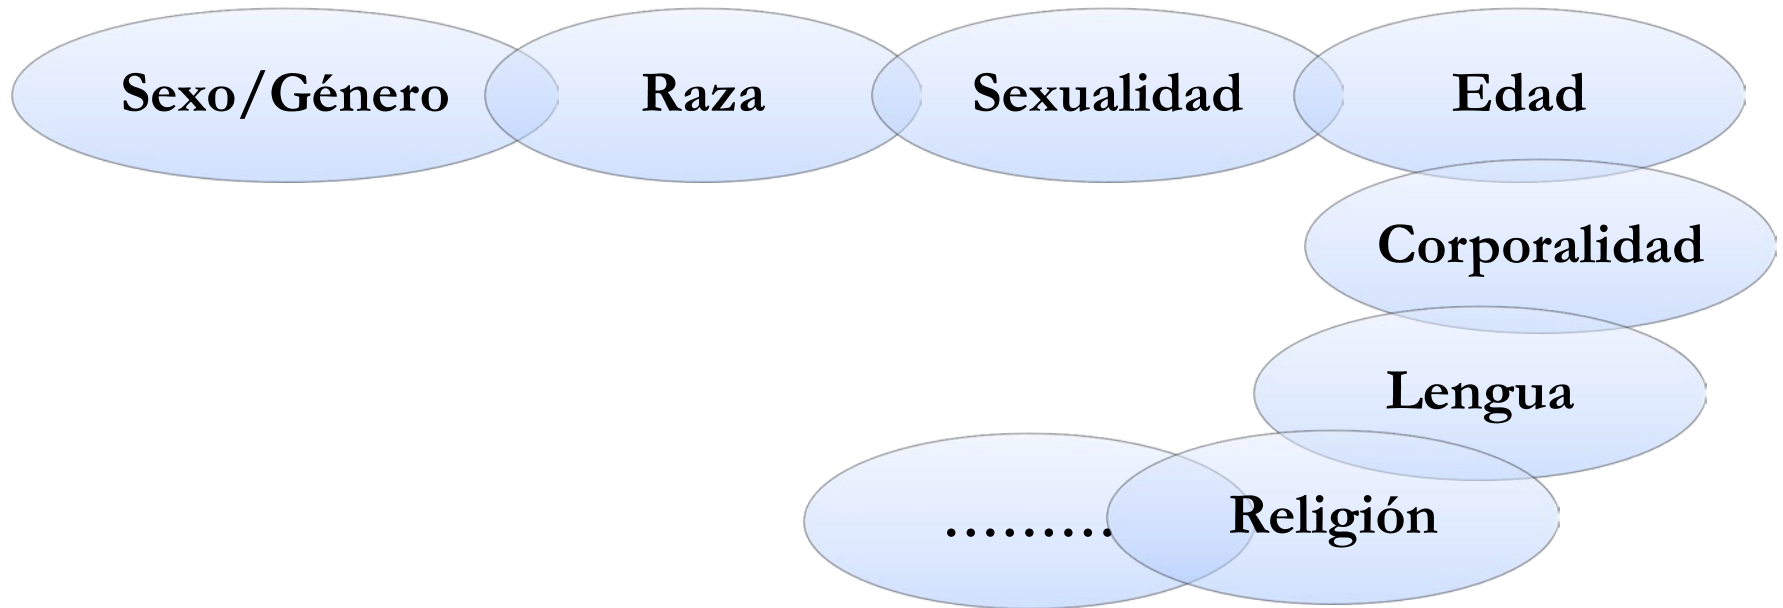 Sexo/Género
Raza
Sexualidad
Edad
Corporalidad
Lengua
Religión
.........